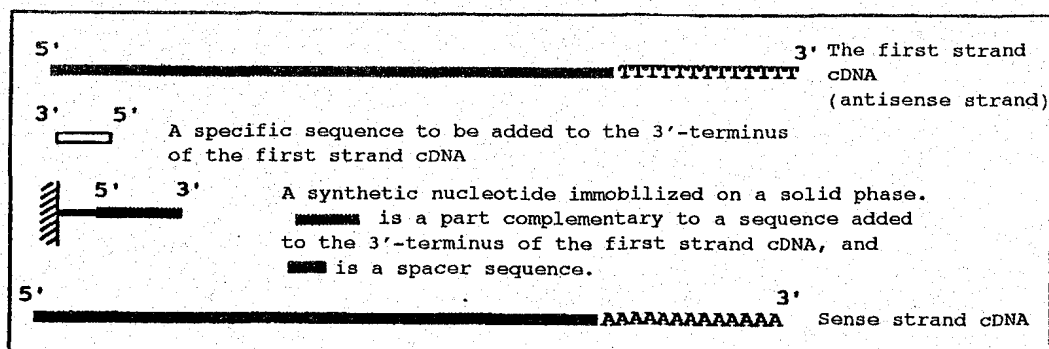 5' 3' The first strand
TTTTTTTTTTTTTT cDNA
(antisense strand)
3' 5'
A specific sequence to be added to the 3'-terminus
of the first strand cDNA
5' 3'
A synthetic nucleotide immobilized on a solid phase.
is a part complementary to a sequence added
to the 3'-terminus of the first strand cDNA, and
is a spacer sequence.
5' 3'
AAAAAAAAAAAAA Sense strand cDNA